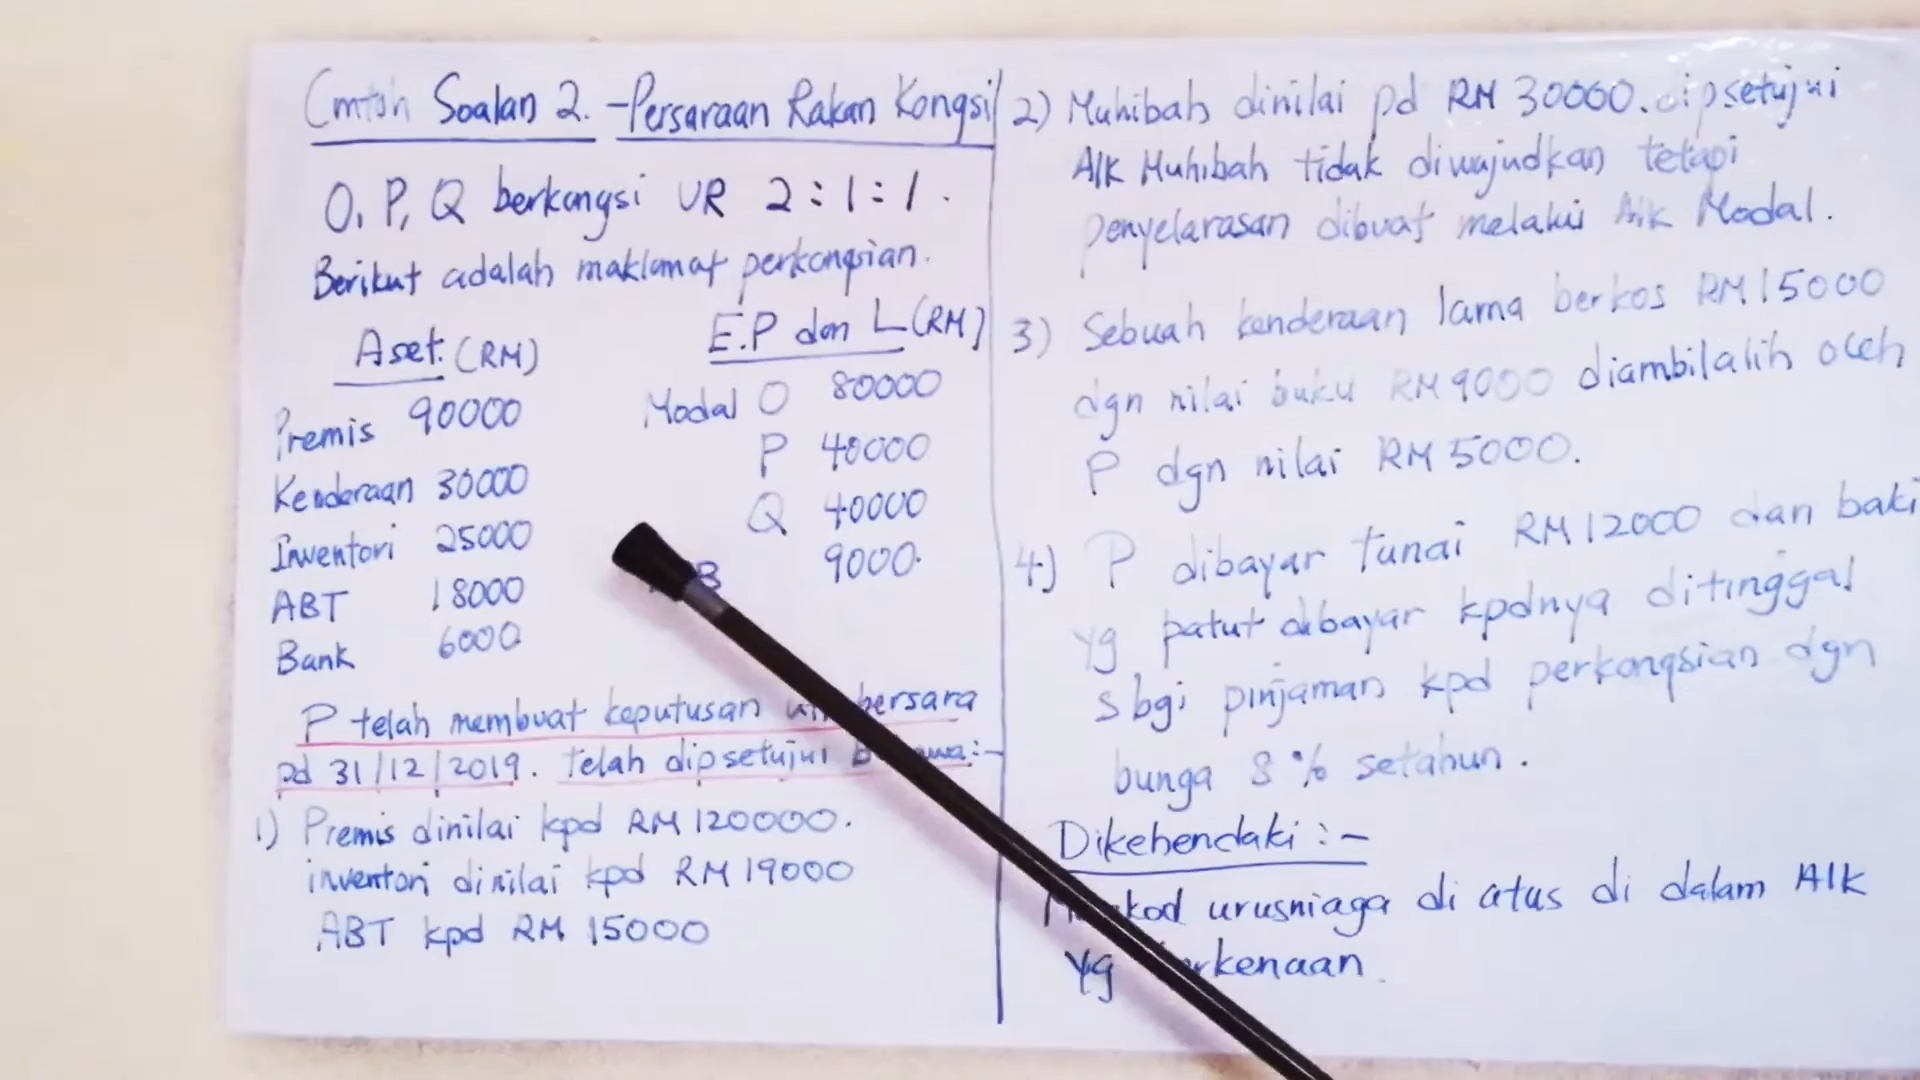 Contoh Soalan 2. - Persaraan Rakan Kongsi
O, P, Q berkongsi UR 2 : 1 : 1 .
Berikut adalah maklumat perkongsian.
Aset. (RM)
Premis 90000
Kenderaan 30000
Inventori 25000
ABT 18000
Bank 6000
E.P dan L (RM)
Modal O 80000
P 40000
Q 40000
B 9000
P telah membuat keputusan utk bersara
pd 31/12/2019. Telah dipsetujui :-
1) Premis dinilai kpd RM 120000.
inventori dinilai kpd RM 19000
ABT kpd RM 15000
2) Muhibah dinilai pd RM 30000. dipsetujui
A/k Muhibah tidak diwujudkan tetapi
penyelarasan dibuat melalui A/k Modal.
3) Sebuah kenderaan lama berkos RM 15000
dgn nilai buku RM 9000 diambilalih oleh
P dgn nilai RM 5000.
4) P dibayar tunai RM 12000 dan baki
yg patut dibayar kpdnya ditinggal
sbgi pinjaman kpd perkongsian dgn
bunga 8 % setahun .
Dikehendaki : -
urusniaga di atas di dalam A/k
yg